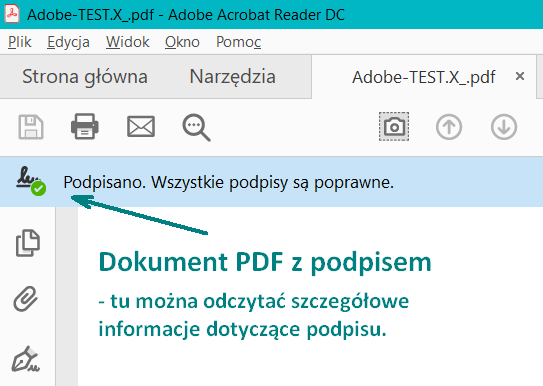 Adobe-TEST.X_.pdf - Adobe Acrobat Reader DC
Plik Edycja Widok Okno Pomoc
Strona główna Narzędzia Adobe-TEST.X_.pdf ×
Podpisano. Wszystkie podpisy są poprawne.
Dokument PDF z podpisem
- tu można odczytać szczegółowe
informacje dotyczące podpisu.